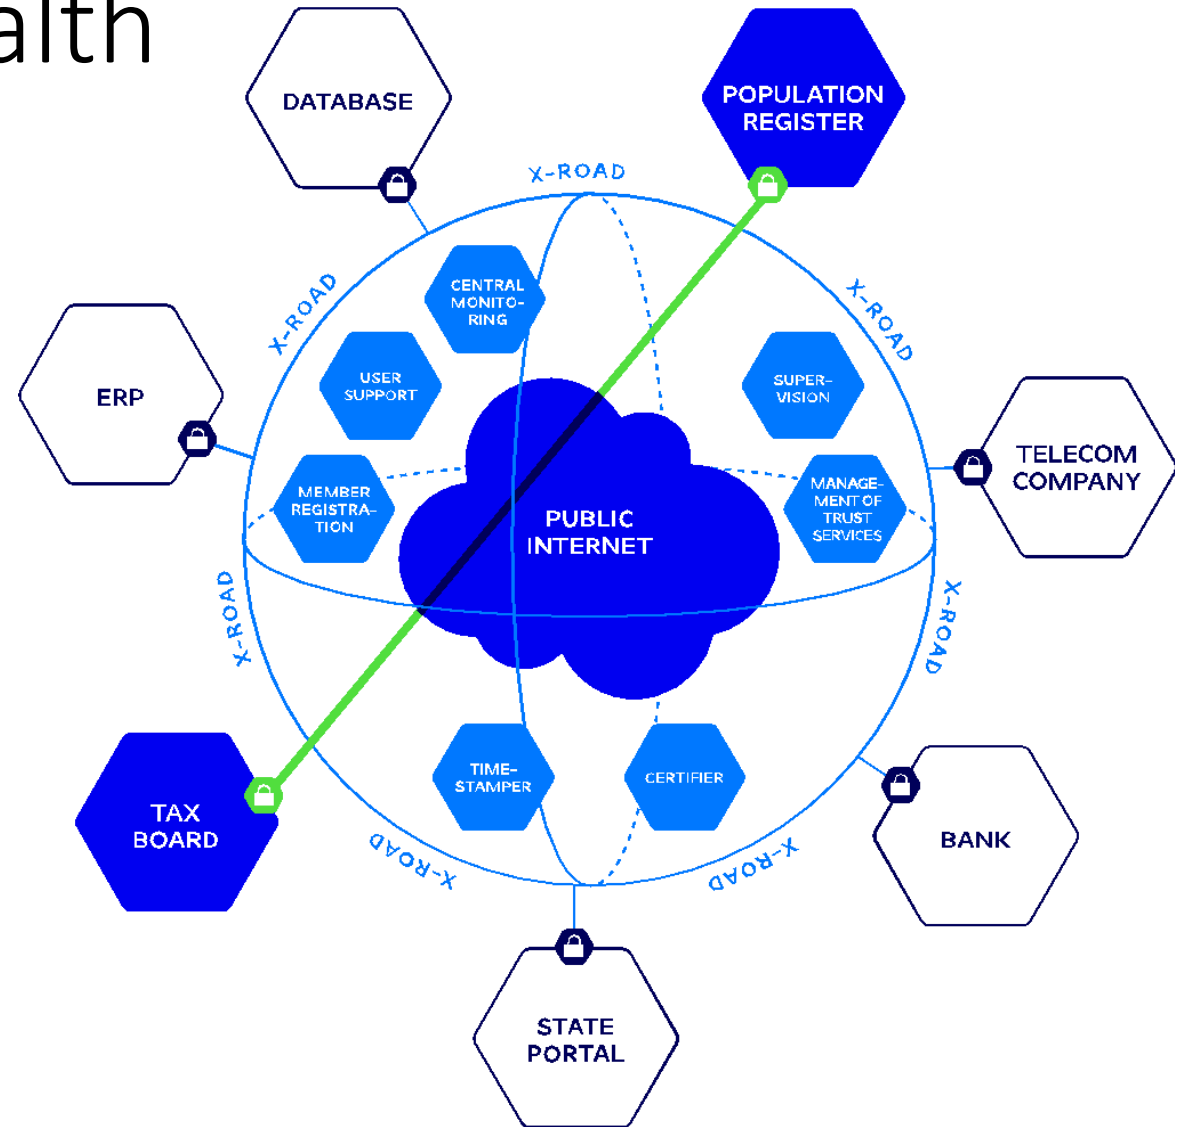 alth
DATABASE
POPULATION
REGISTER
X-ROAD
X-ROAD
X-ROAD
CENTRAL
MONITO-
RING
USER
SUPPORT
SUPER-
VISION
ERP
TELECOM
COMPANY
MEMBER
REGISTRA-
TION
MANAGE-
MENT OF
TRUST
SERVICES
PUBLIC
INTERNET
X-ROAD
X-ROAD
TIME-
STAMPER
CERTIFIER
TAX
BOARD
X-ROAD
X-ROAD
BANK
STATE
PORTAL